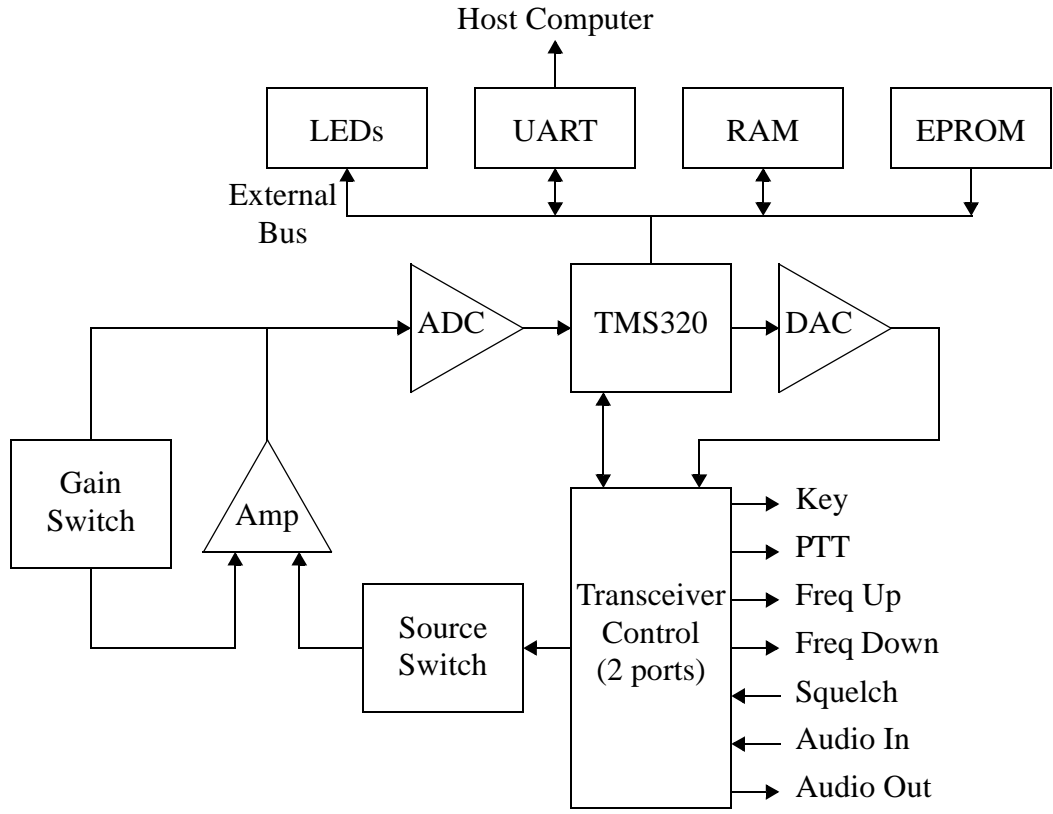 Host Computer
LEDs
UART
RAM
EPROM
External
Bus
ADC
TMS320
DAC
Gain
Switch
Amp
Source
Switch
Transceiver
Control
(2 ports)
Key
PTT
Freq Up
Freq Down
Squelch
Audio In
Audio Out